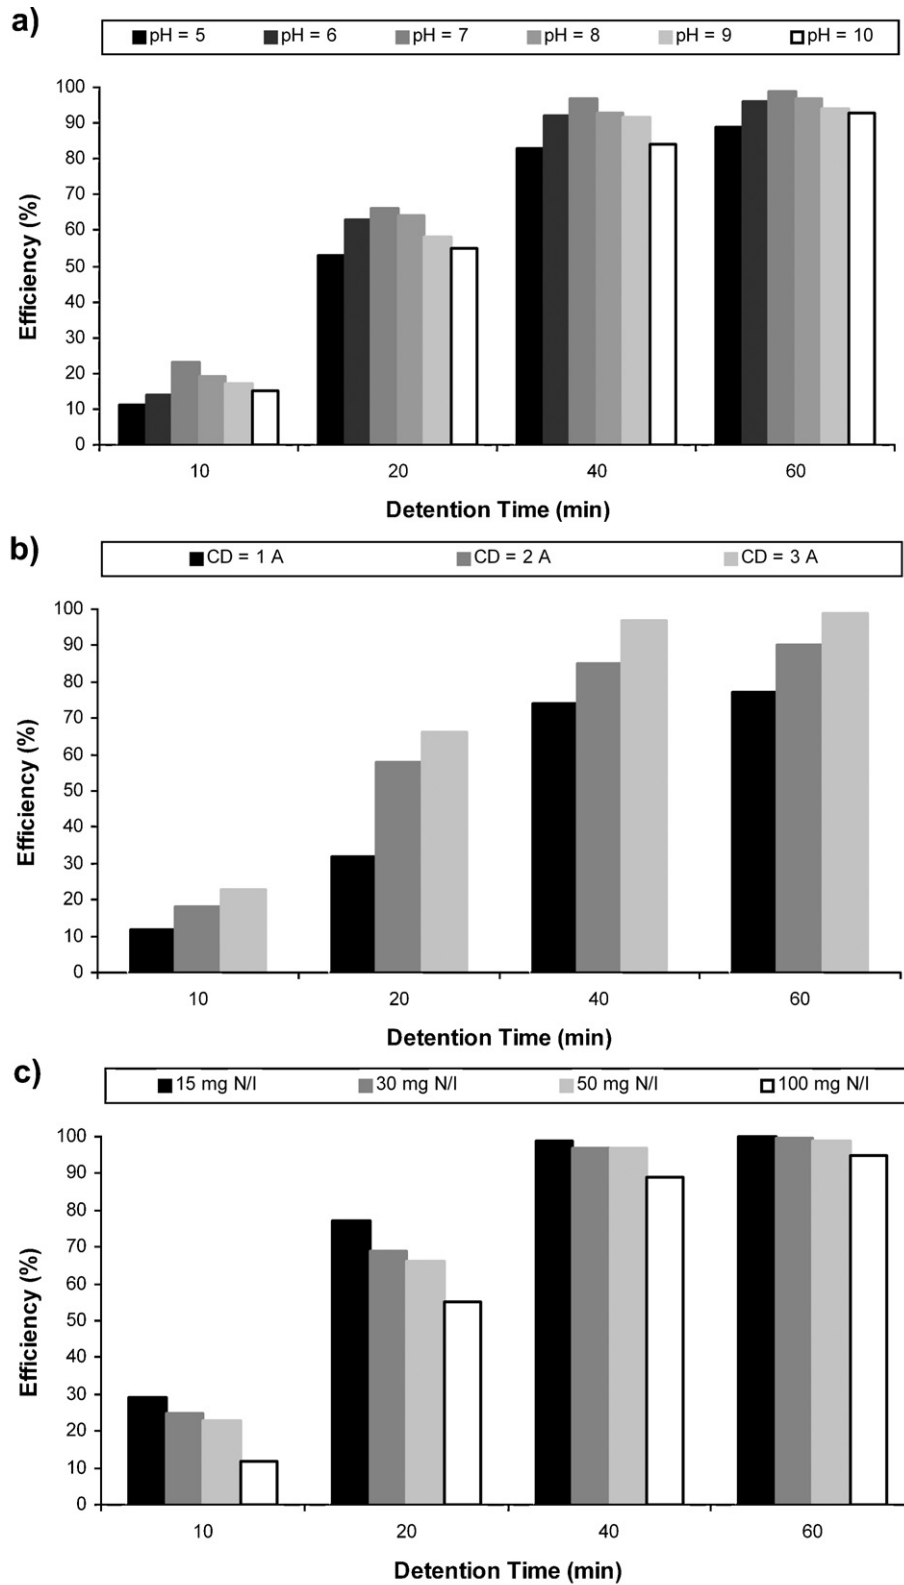 a)
pH = 5 pH = 6 pH = 7 pH = 8 pH = 9 pH = 10
100
90
80
70
60
50
40
30
20
10
0
Efficiency (%)
10 20 40 60
Detention Time (min)
b)
CD = 1 A CD = 2 A CD = 3 A
100
90
80
70
60
50
40
30
20
10
0
Efficiency (%)
10 20 40 60
Detention Time (min)
c)
15 mg N/l 30 mg N/l 50 mg N/l 100 mg N/l
100
90
80
70
60
50
40
30
20
10
0
Efficiency (%)
10 20 40 60
Detention Time (min)